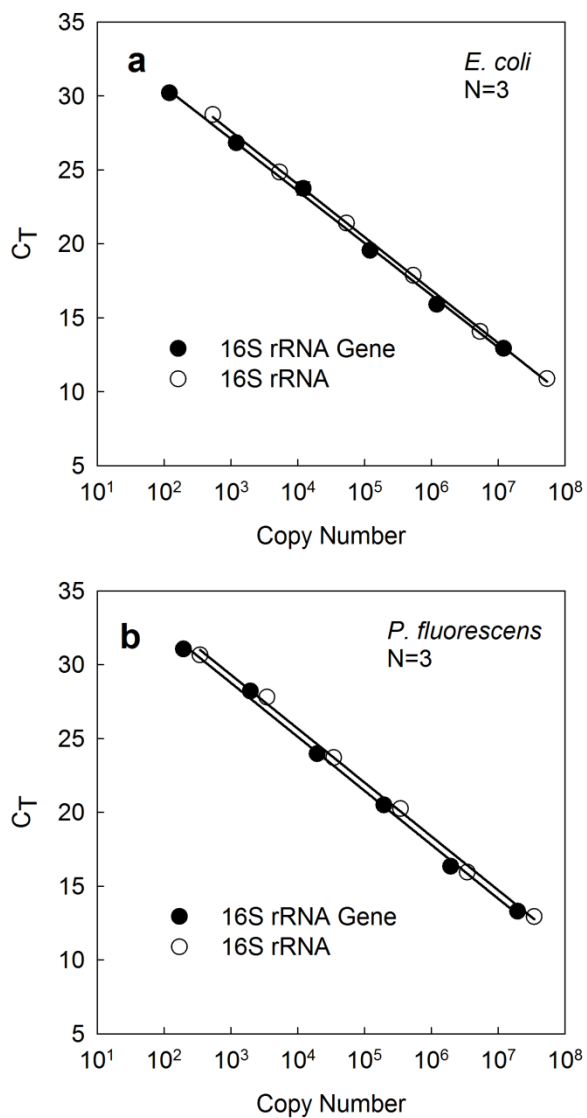 35
a
E. coli
N=3
30
25
CT
20
15
16S rRNA Gene
16S rRNA
10
5
10¹ 10² 10³ 10⁴ 10⁵ 10⁶ 10⁷ 10⁸
Copy Number
35
b
P. fluorescens
N=3
30
25
CT
20
15
16S rRNA Gene
16S rRNA
10
5
10¹ 10² 10³ 10⁴ 10⁵ 10⁶ 10⁷ 10⁸
Copy Number